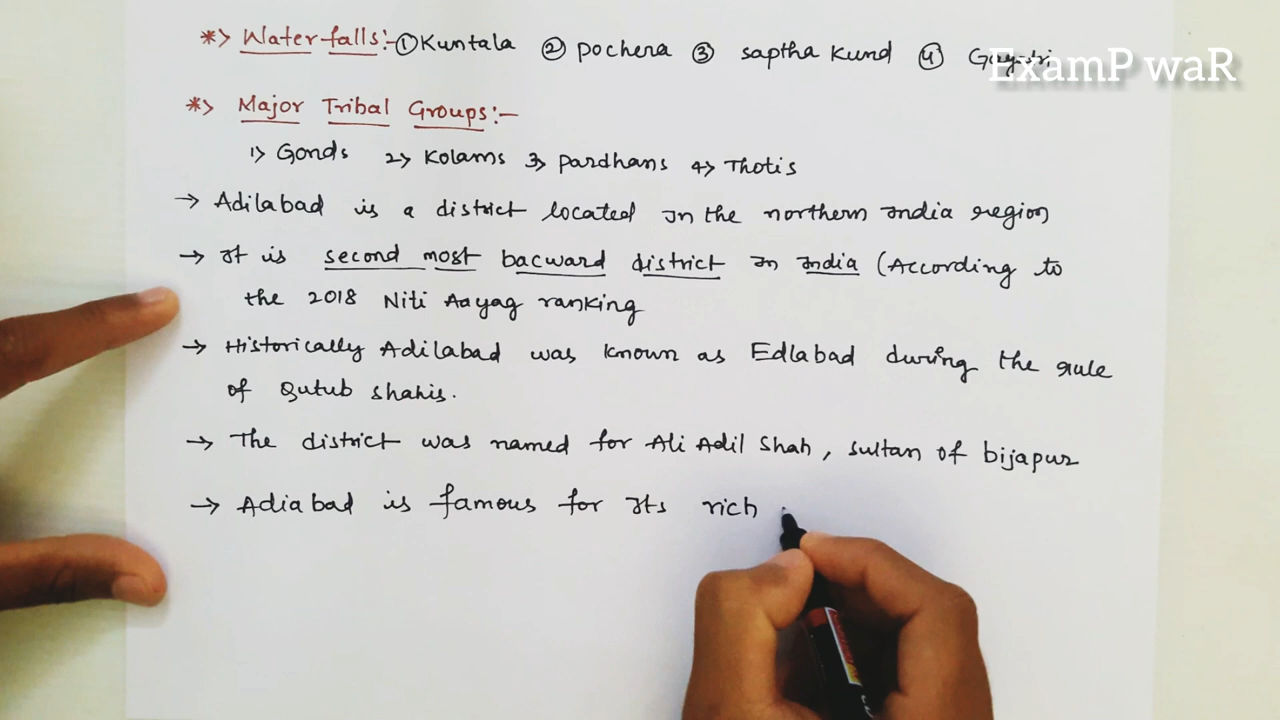 *> Waterfalls:- ① Kuntala ② pochera ③ saptha Kund ④ Gayatri
ExamP waR
*> Major Tribal Groups:-
1> Gonds 2> Kolams 3> pardhans 4> Thotis
→ Adilabad is a district located In the northern India region
→ It is second most bacward district In India (According to
the 2018 Niti Aayag ranking
→ Historically Adilabad was known as Edlabad during the rule
of Qutub shahis.
→ The district was named for Ali Adil Shah, sultan of bijapur
→ Adiabad is famous for Its rich